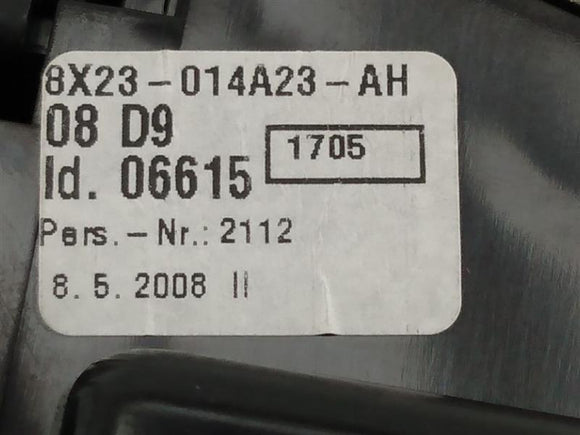 8X23-014A23-AH
08 D9
1705
Id. 06615
Pers.-Nr.: 2112
8.5.2008 II